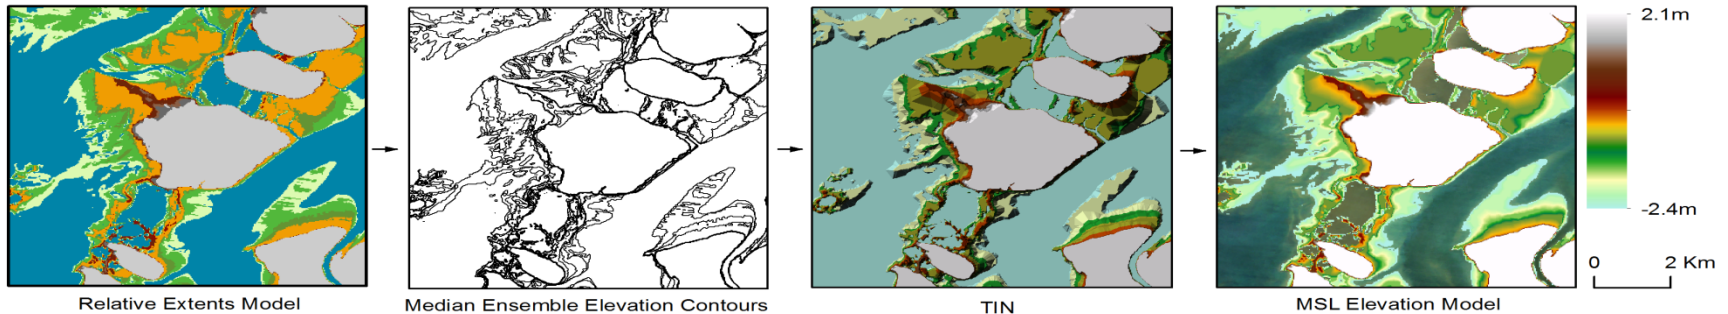 2.1m
-2.4m
0 2 Km
Relative Extents Model
Median Ensemble Elevation Contours
TIN
MSL Elevation Model